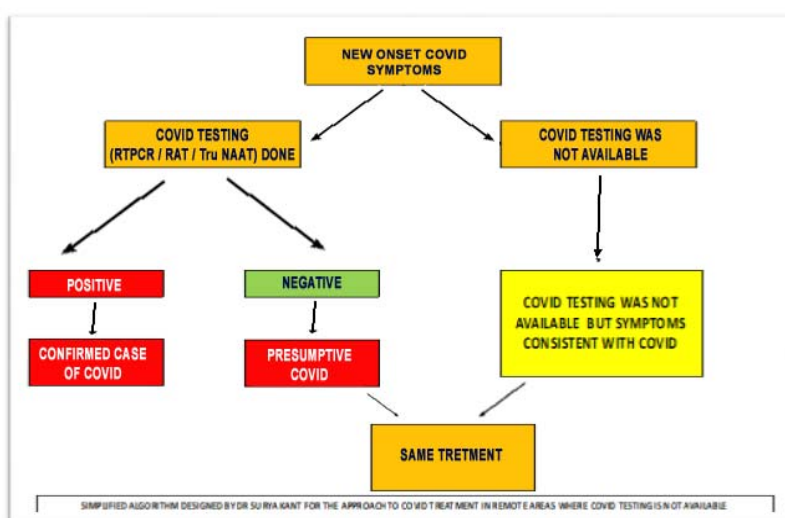 NEW ONSET COVID
SYMPTOMS
COVID TESTING
(RTPCR / RAT / Tru NAAT) DONE
COVID TESTING WAS
NOT AVAILABLE
POSITIVE
NEGATIVE
COVID TESTING WAS NOT
AVAILABLE BUT SYMPTOMS
CONSISTENT WITH COVID
CONFIRMED CASE
OF COVID
PRESUMPTIVE
COVID
SAME TRETMENT
SIMPLIFIED ALGORITHM DESIGNED BY DR SURYA KANT FOR THE APPROACH TO COVID TREATMENT IN REMOTE AREAS WHERE COVID TESTING IS NOT AVAILABLE